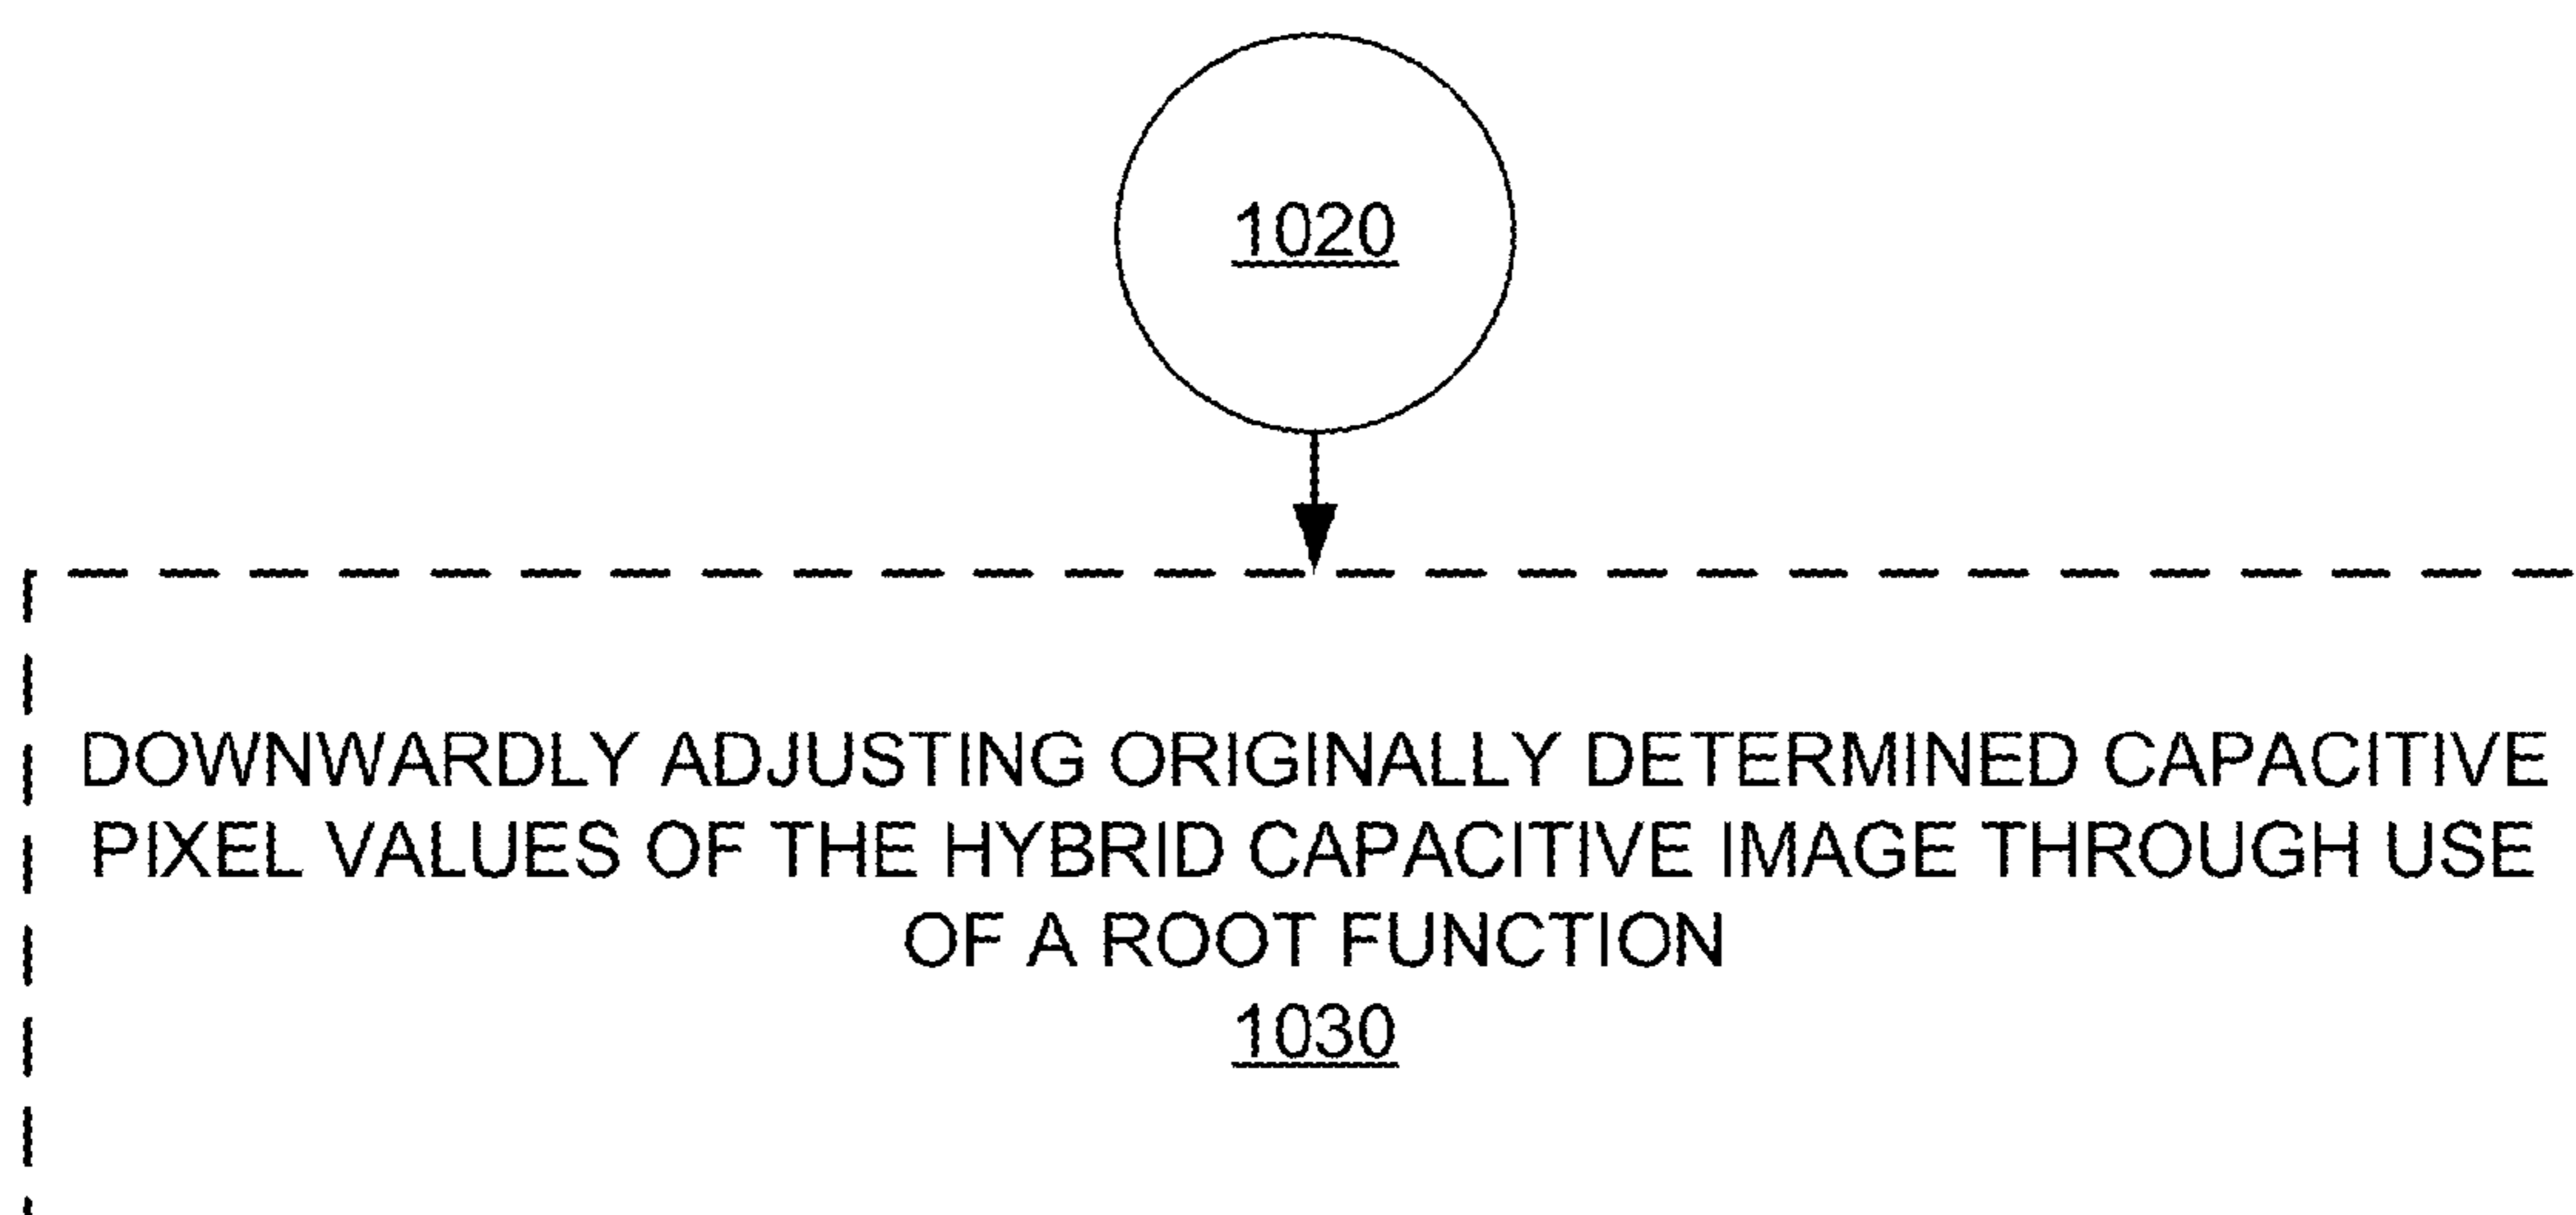 1020
DOWNWARDLY ADJUSTING ORIGINALLY DETERMINED CAPACITIVE
PIXEL VALUES OF THE HYBRID CAPACITIVE IMAGE THROUGH USE
OF A ROOT FUNCTION
1030